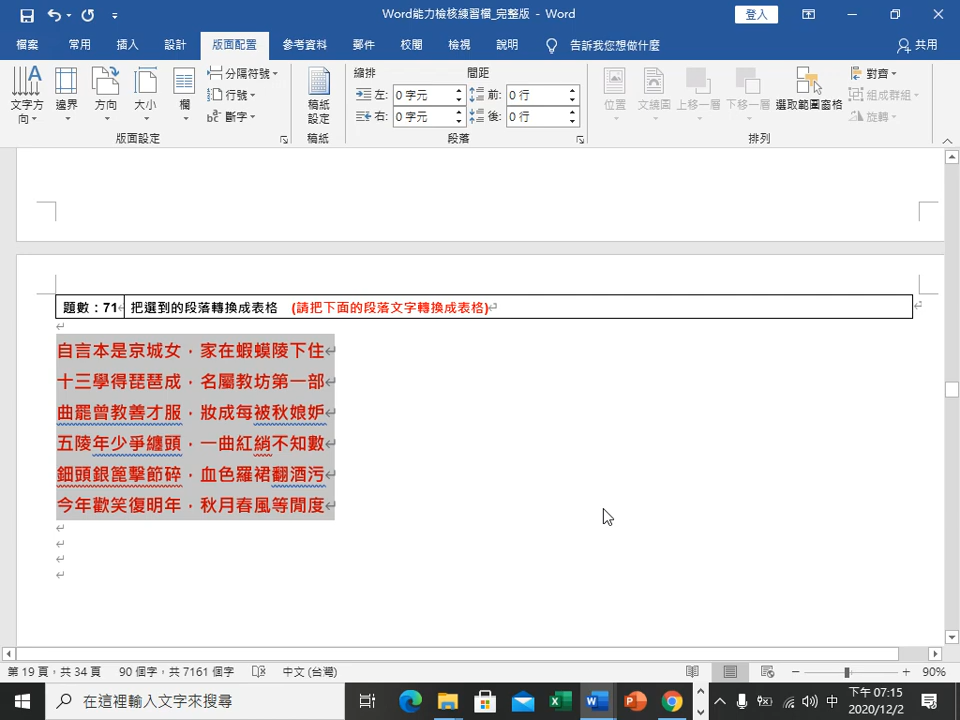 Word能力檢核練習檔_完整版 - Word
登入
檔案 常用 插入 設計 版面配置 參考資料 郵件 校閱 檢視 說明 告訴我您想做什麼 共用
文字方向 邊界 方向 大小 欄 分隔符號 行號 斷字
稿紙設定
縮排 間距
左: 0 字元 前: 0 行
右: 0 字元 後: 0 行
位置 文繞圖 上移一層 下移一層 選取範圍窗格 對齊 組成群組 旋轉
版面設定 稿紙 段落 排列
題數：71 把選到的段落轉換成表格 (請把下面的段落文字轉換成表格)
自言本是京城女，家在蝦蟆陵下住
十三學得琵琶成，名屬教坊第一部
曲罷曾教善才服，妝成每被秋娘妒
五陵年少爭纏頭，一曲紅綃不知數
鈿頭銀篦擊節碎，血色羅裙翻酒污
今年歡笑復明年，秋月春風等閒度
第 19 頁，共 34 頁 90 個字，共 7161 個字 中文 (台灣) 90%
在這裡輸入文字來搜尋
中
下午 07:15
2020/12/2